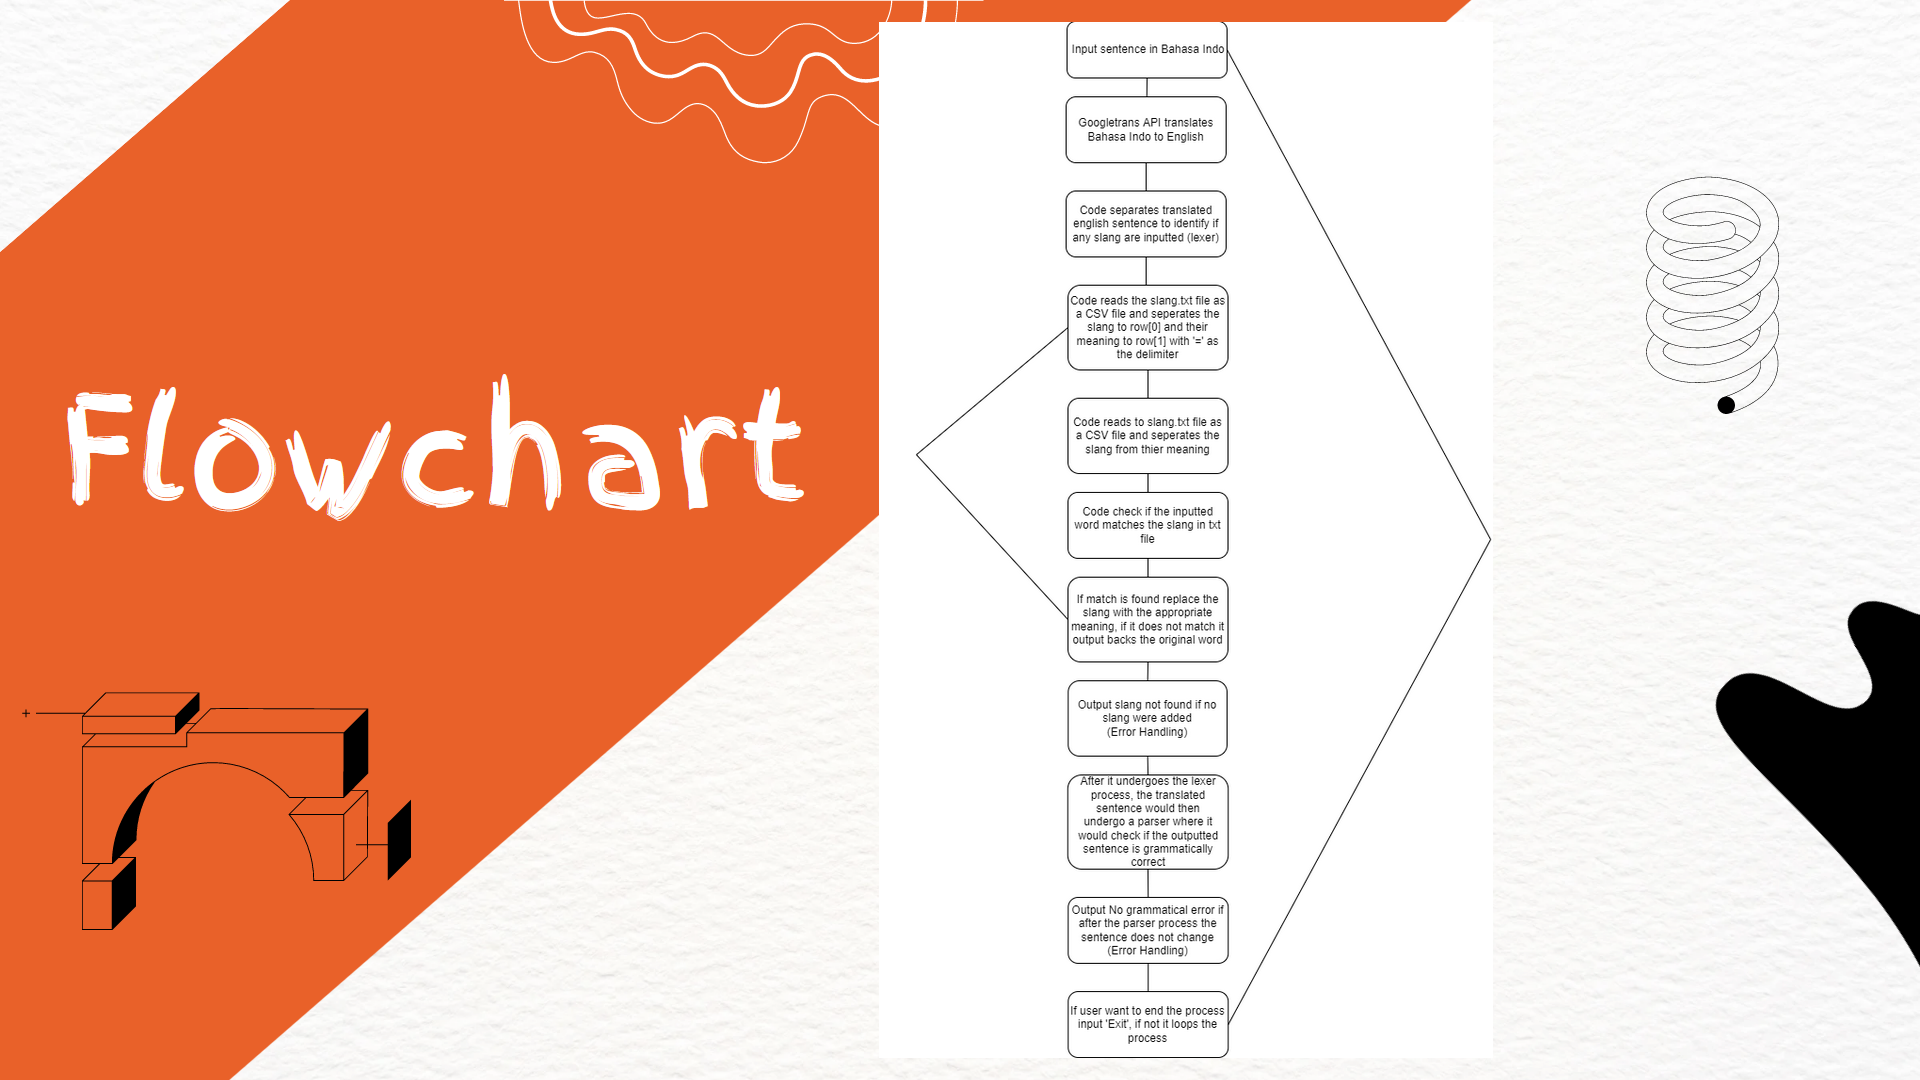 Flowchart
Input sentence in Bahasa Indo
Googletrans API translates
Bahasa Indo to English
Code separates translated
english sentence to identify if
any slang are inputted (lexer)
Code reads the slang.txt file as
a CSV file and seperates the
slang to row[0] and their
meaning to row[1] with '=' as
the delimiter
Code reads to slang.txt file as
a CSV file and seperates the
slang from thier meaning
Code check if the inputted
word matches the slang in txt
file
If match is found replace the
slang with the appropriate
meaning, if it does not match it
output backs the original word
Output slang not found if no
slang were added
(Error Handling)
After it undergoes the lexer
process, the translated
sentence would then
undergo a parser where it
would check if the outputted
sentence is grammatically
correct
Output No grammatical error if
after the parser process the
sentence does not change
(Error Handling)
If user want to end the process
input 'Exit', if not it loops the
process